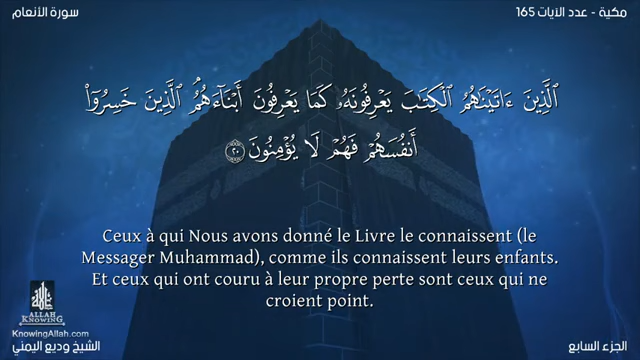 سورة الأنعام
مكية - عدد الآيات 165
ٱلَّذِينَ ءَاتَيْنَـٰهُمُ ٱلْكِتَـٰبَ يَعْرِفُونَهُۥ كَمَا يَعْرِفُونَ أَبْنَآءَهُمُ ٱلَّذِينَ خَسِرُوٓا۟
أَنفُسَهُمْ فَهُمْ لَا يُؤْمِنُونَ ٢٠
Ceux à qui Nous avons donné le Livre le connaissent (le
Messager Muhammad), comme ils connaissent leurs enfants.
Et ceux qui ont couru à leur propre perte sont ceux qui ne
croient point.
ALLAH
KNOWING
KnowingAllah.com
الشيخ وديع اليمني
الجزء السابع